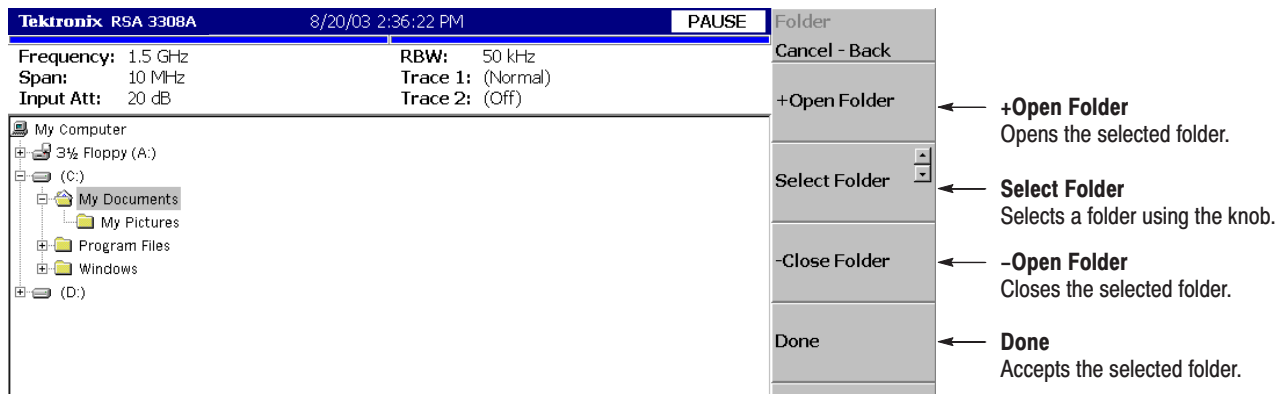 Tektronix RSA 3308A 8/20/03 2:36:22 PM PAUSE
Frequency: 1.5 GHz RBW: 50 kHz
Span: 10 MHz Trace 1: (Normal)
Input Att: 20 dB Trace 2: (Off)
My Computer
3½ Floppy (A:)
(C:)
My Documents
My Pictures
Program Files
Windows
(D:)
Folder
Cancel - Back
+Open Folder
Select Folder
-Close Folder
Done
+Open Folder
Opens the selected folder.
Select Folder
Selects a folder using the knob.
–Open Folder
Closes the selected folder.
Done
Accepts the selected folder.